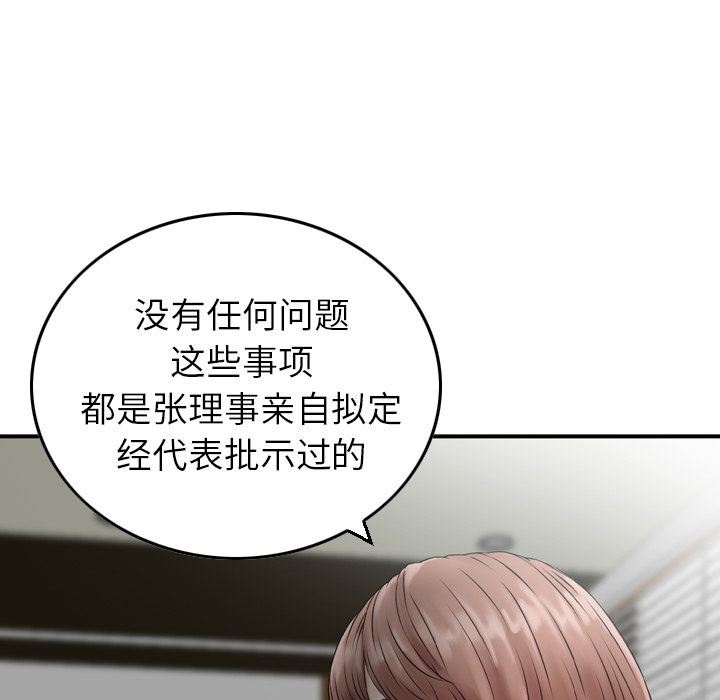 没有任何问题
这些事项
都是张理事亲自拟定
经代表批示过的